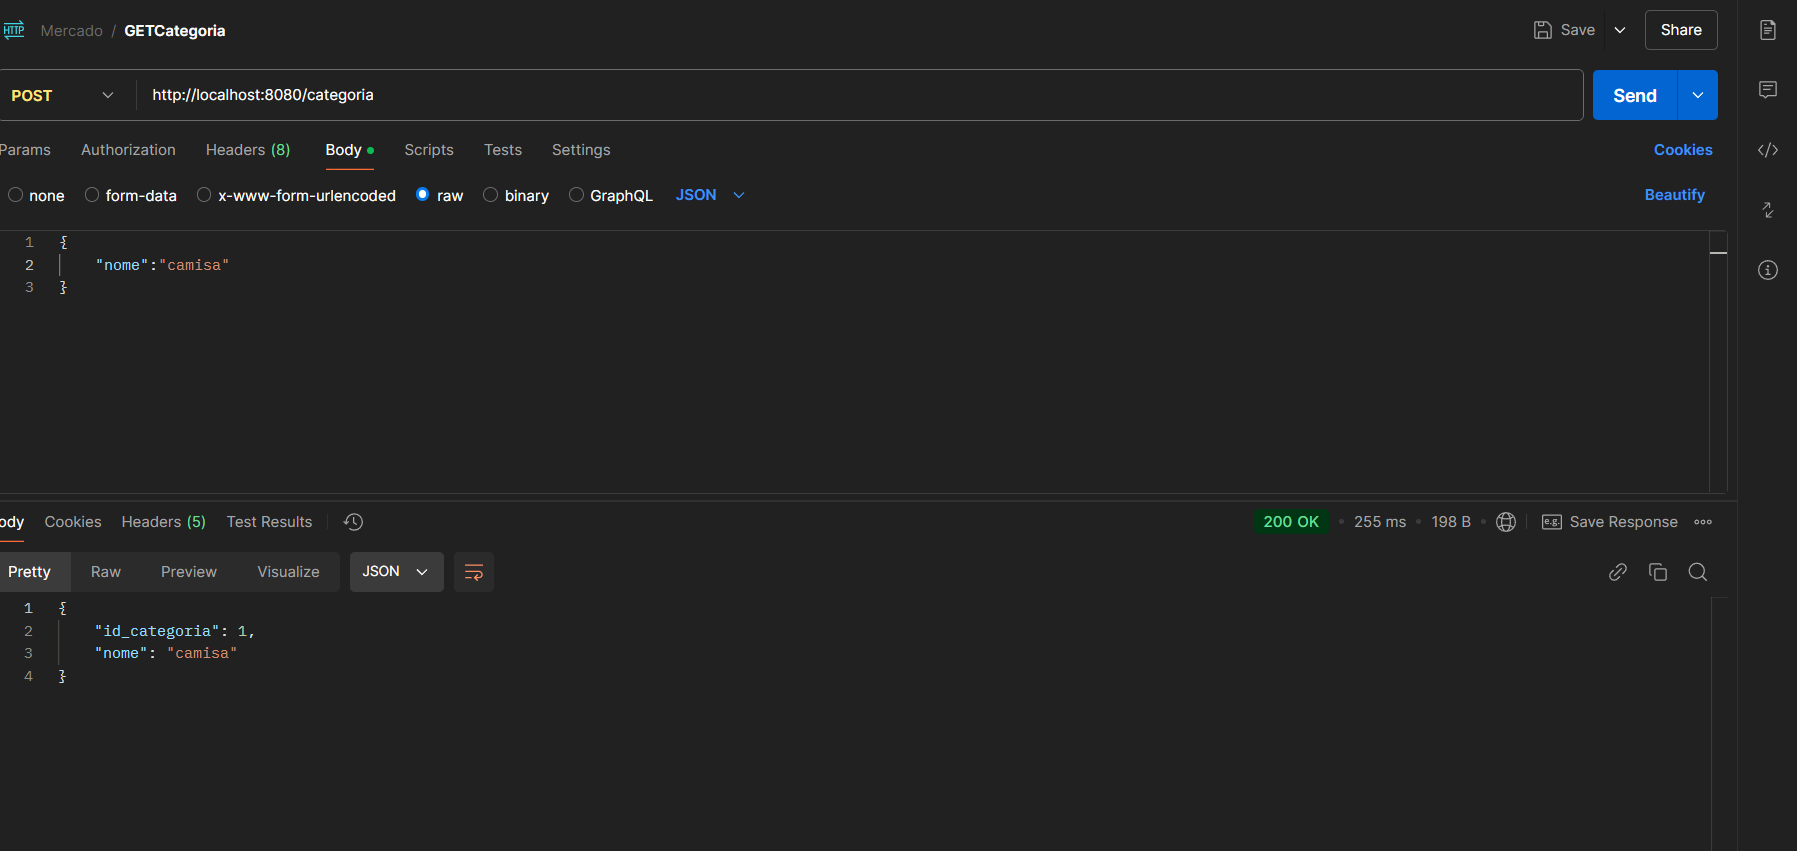 HTTP Mercado / GETCategoria Save Share
POST http://localhost:8080/categoria Send
Params Authorization Headers (8) Body Scripts Tests Settings Cookies
none form-data x-www-form-urlencoded raw binary GraphQL JSON Beautify
1 {
2 "nome":"camisa"
3 }
ody Cookies Headers (5) Test Results 200 OK • 255 ms • 198 B • e.g. Save Response
Pretty Raw Preview Visualize JSON
1 {
2 "id_categoria": 1,
3 "nome": "camisa"
4 }